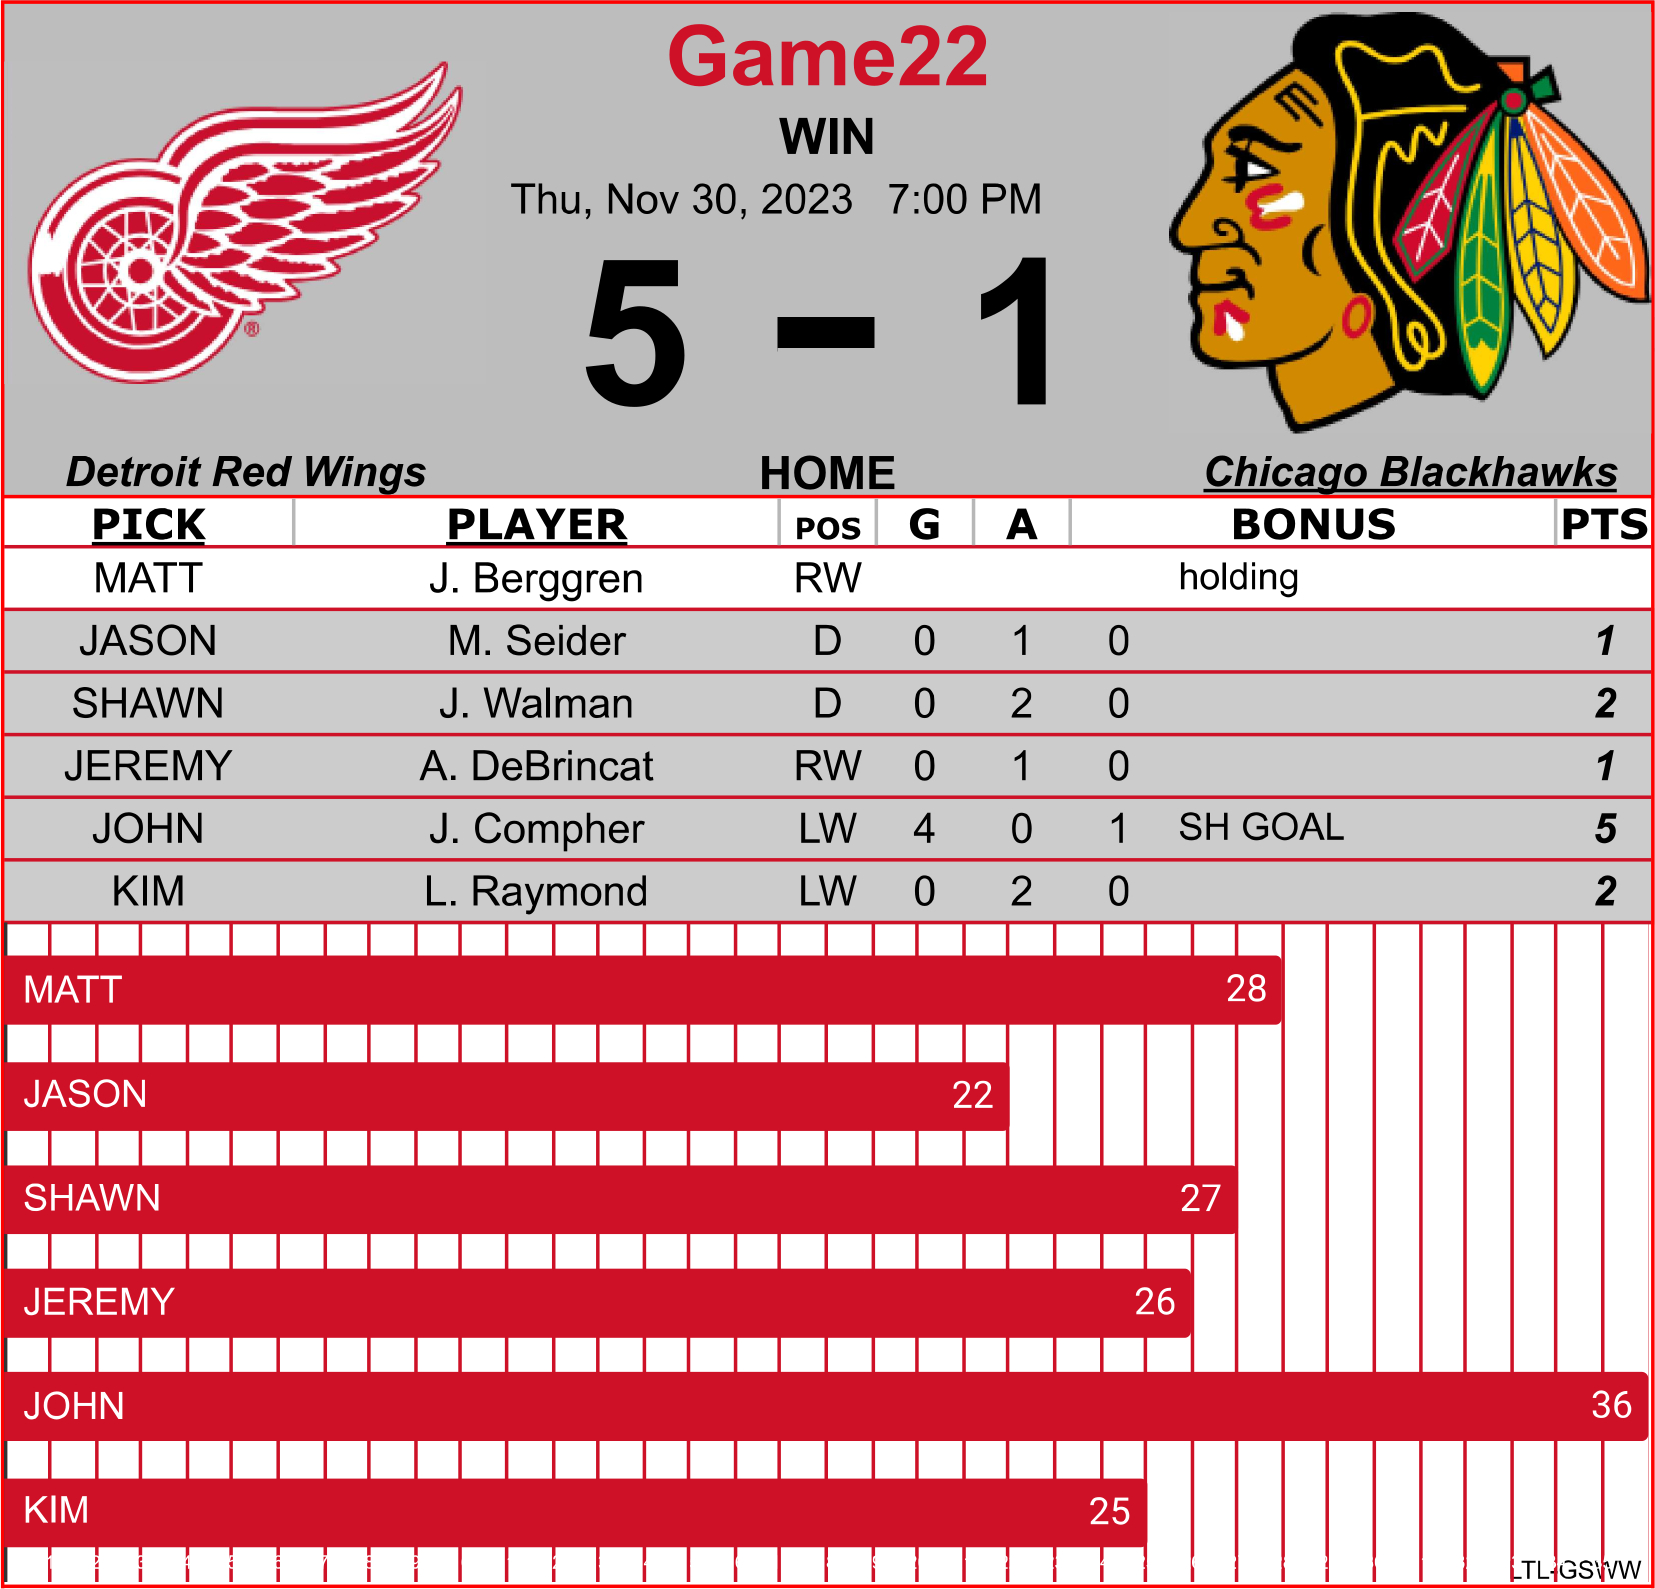 Game22
WIN
Thu, Nov 30, 2023 7:00 PM
5 – 1
Detroit Red Wings HOME Chicago Blackhawks
PICK PLAYER POS G A BONUS PTS
MATT J. Berggren RW holding
JASON M. Seider D 0 1 0 1
SHAWN J. Walman D 0 2 0 2
JEREMY A. DeBrincat RW 0 1 0 1
JOHN J. Compher LW 4 0 1 SH GOAL 5
KIM L. Raymond LW 0 2 0 2
MATT 28
JASON 22
SHAWN 27
JEREMY 26
JOHN 36
KIM 25
LTL-GSWW